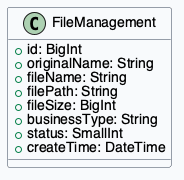 C FileManagement
id: BigInt
originalName: String
fileName: String
filePath: String
fileSize: BigInt
businessType: String
status: SmallInt
createTime: DateTime